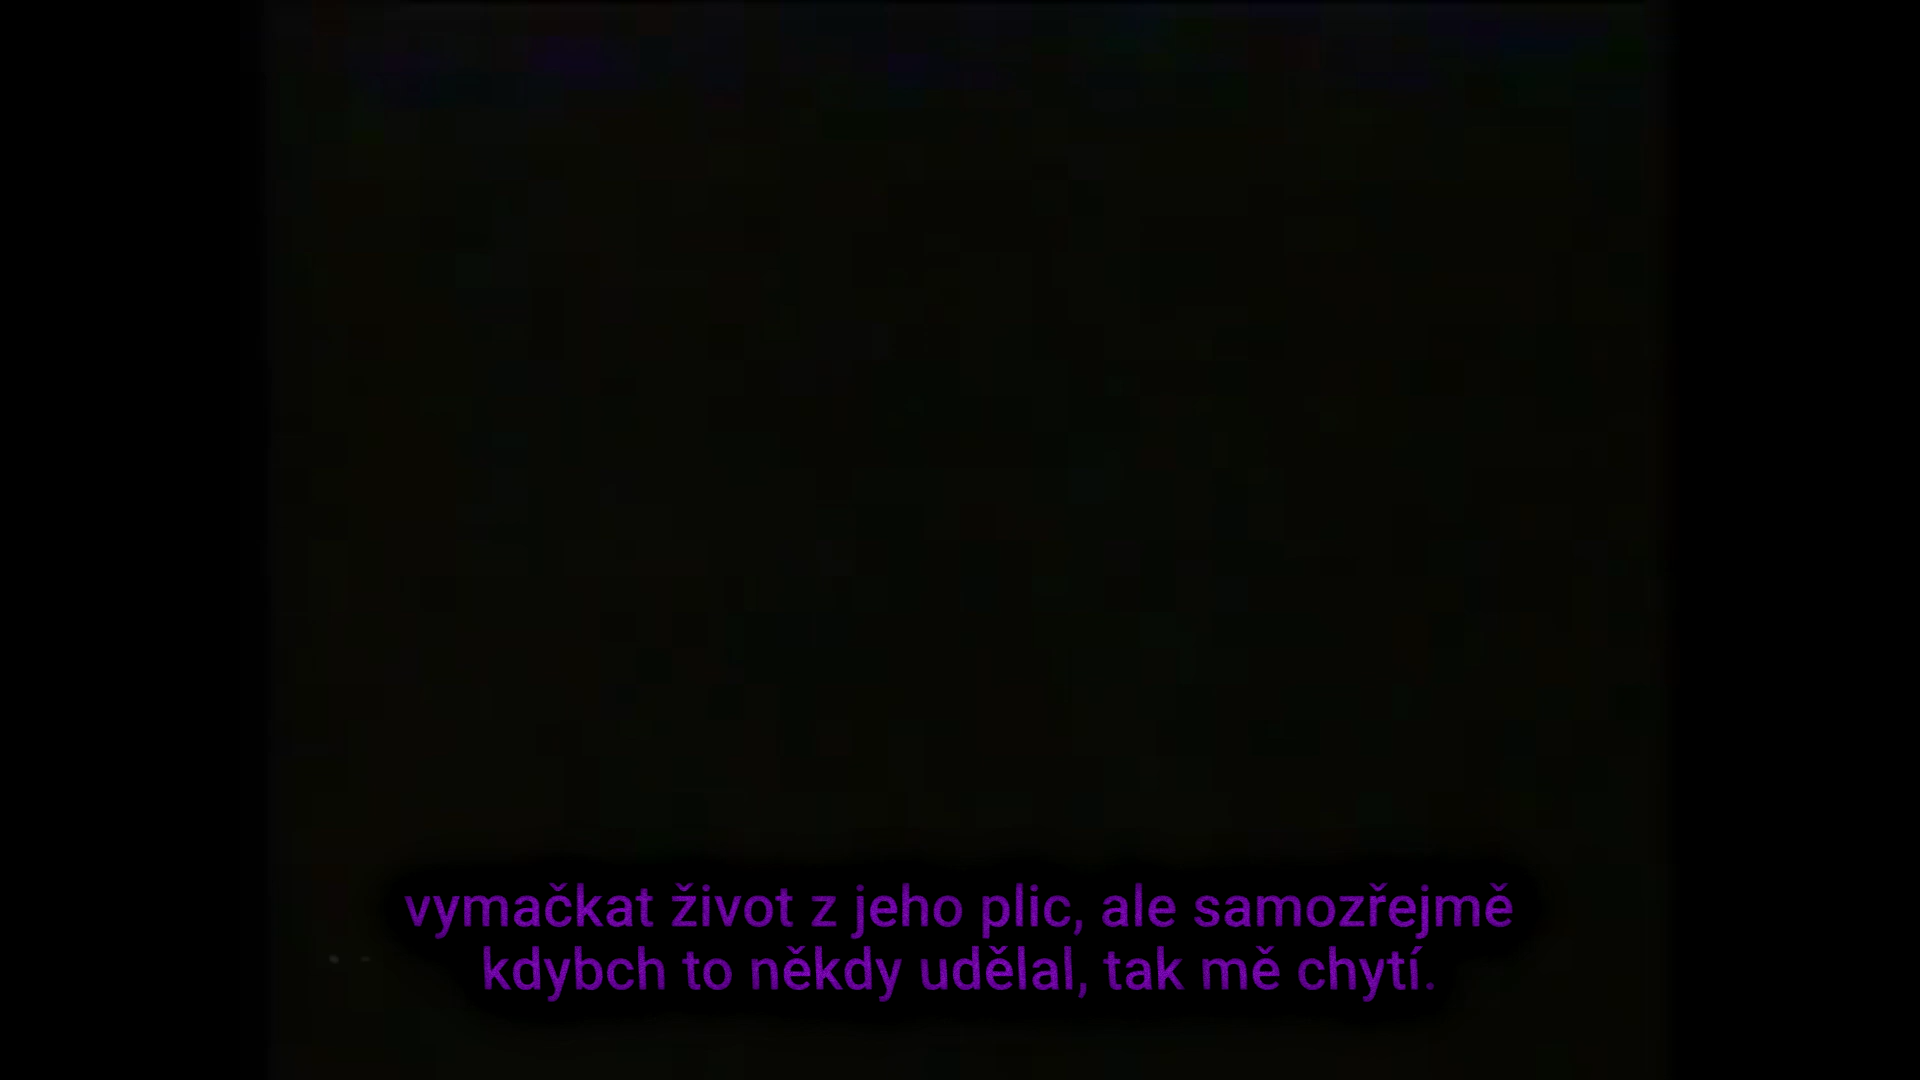 vymačkat život z jeho plic, ale samozřejmě
kdybch to někdy udělal, tak mě chytí.